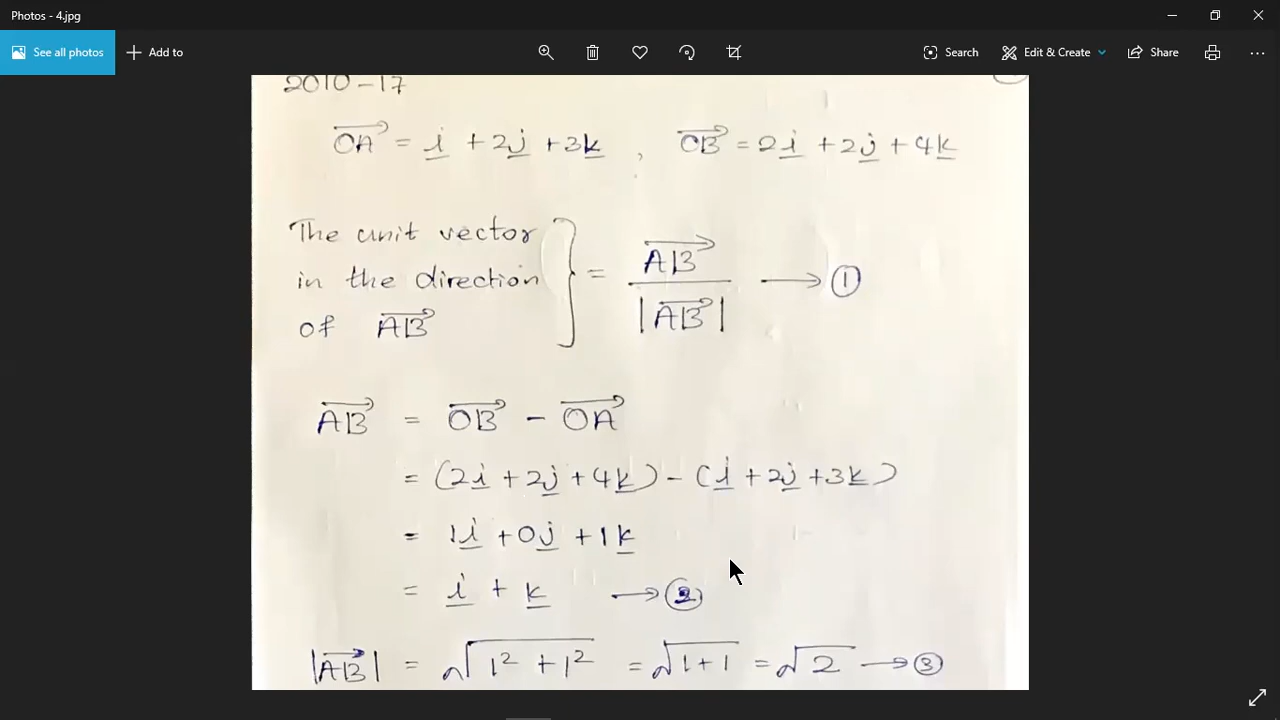 Photos - 4.jpg
See all photos
Add to
Search
Edit & Create
Share
2010-17
OA = i + 2j + 3k , OB = 2i + 2j + 4k
The unit vector
in the direction
of AB
} = AB / |AB| → ①
AB = OB - OA
= (2i + 2j + 4k) - (i + 2j + 3k)
= 1i + 0j + 1k
= i + k → ②
|AB| = √1² + 1² = √1+1 = √2 → ③